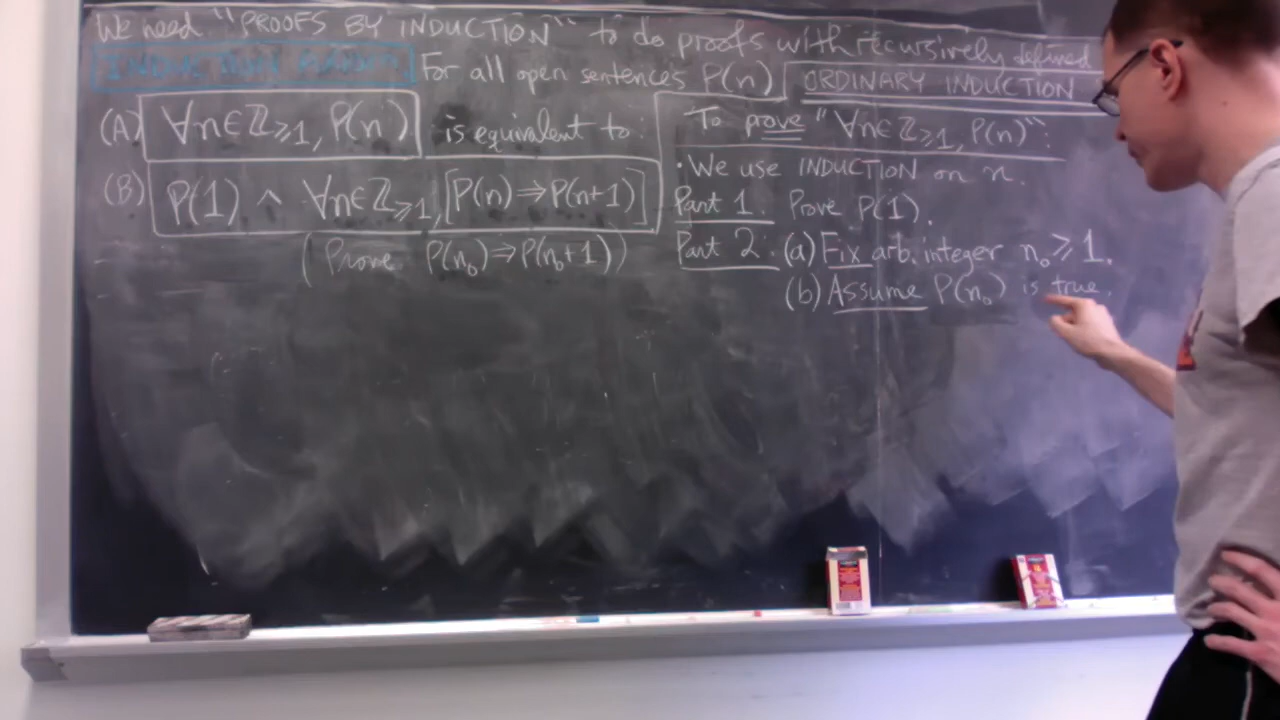 We need "PROOFS BY INDUCTION" to do proofs with recursively defined
INDUCTION AXIOM For all open sentences P(n)
(A) ∀n∈ℤ≥1, P(n) is equivalent to:
(B) P(1) ∧ ∀n∈ℤ≥1, [P(n)⇒P(n+1)]
(Prove P(n₀)⇒P(n₀+1))
ORDINARY INDUCTION
To prove "∀n∈ℤ≥1, P(n)":
• We use INDUCTION on n.
Part 1. Prove P(1).
Part 2: (a) Fix arb. integer n₀≥1.
(b) Assume P(n₀) is true.